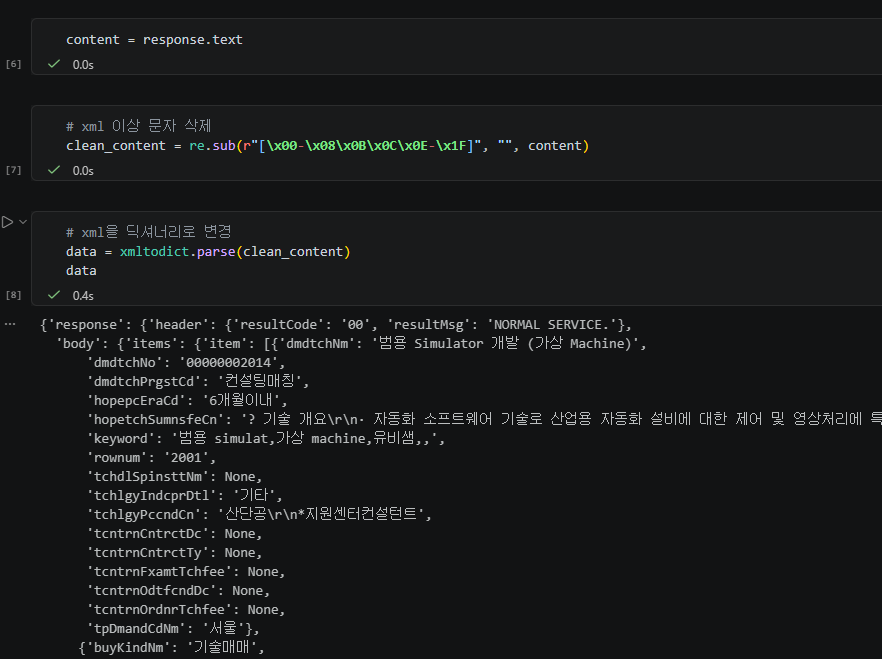 content = response.text
[6]
0.0s
# xml 이상 문자 삭제
clean_content = re.sub(r"[\x00-\x08\x0B\x0C\x0E-\x1F]", "", content)
[7]
0.0s
# xml을 딕셔너리로 변경
data = xmltodict.parse(clean_content)
data
[8]
0.4s
... {'response': {'header': {'resultCode': '00', 'resultMsg': 'NORMAL SERVICE.'},
'body': {'items': {'item': [{'dmdtchNm': '범용 Simulator 개발 (가상 Machine)',
'dmdtchNo': '00000002014',
'dmdtchPrgstCd': '컨설팅매칭',
'hopepcEraCd': '6개월이내',
'hopetchSumnsfeCn': '? 기술 개요\r\n· 자동화 소프트웨어 기술로 산업용 자동화 설비에 대한 제어 및 영상처리에 특
'keyword': '범용 simulat,가상 machine,유비샘,,',
'rownum': '2001',
'tchdlSpinsttNm': None,
'tchlgyIndcprDtl': '기타',
'tchlgyPccndCn': '산단공\r\n*지원센터컨설턴트',
'tcntrnCntrctDc': None,
'tcntrnCntrctTy': None,
'tcntrnFxamtTchfee': None,
'tcntrnOdtfcndDc': None,
'tcntrnOrdnrTchfee': None,
'tpDmandCdNm': '서울'},
{'buyKindNm': '기술매매',